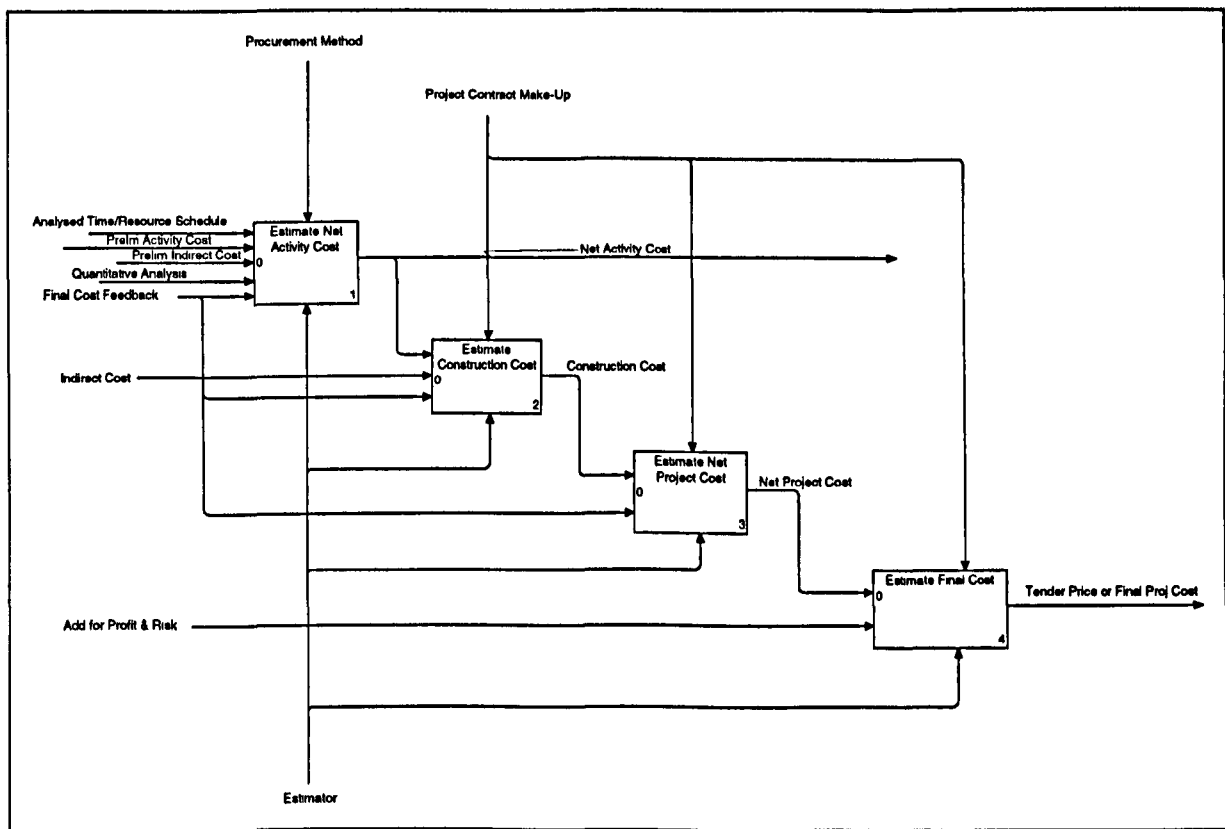 Procurement Method
Project Contract Make-Up
Analysed Time/Resource Schedule
Prelm Activity Cost
Prelim Indirect Cost
Quantitative Analysis
Final Cost Feedback
Estimate Net
Activity Cost
0
1
Net Activity Cost
Estimate
Construction Cost
0
2
Indirect Cost
Construction Cost
Estimate Net
Project Cost
0
3
Net Project Cost
Estimate Final Cost
0
4
Tender Price or Final Proj Cost
Add for Profit & Risk
Estimator